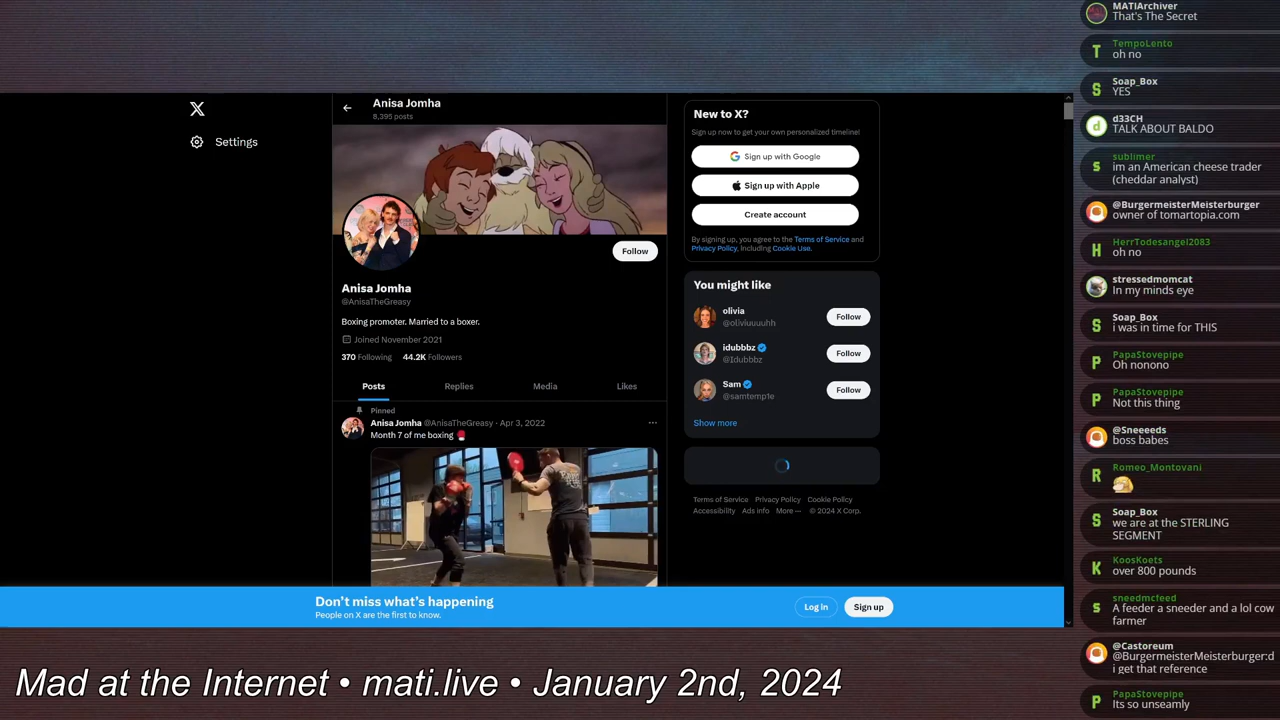 Settings
Anisa Jomha
8,395 posts
Follow
Anisa Jomha
@AnisaTheGreasy
Boxing promoter. Married to a boxer.
Joined November 2021
370 Following 44.2K Followers
Posts Replies Media Likes
Pinned
Anisa Jomha @AnisaTheGreasy · Apr 3, 2022
Month 7 of me boxing 🥊
New to X?
Sign up now to get your own personalized timeline!
Sign up with Google
Sign up with Apple
Create account
By signing up, you agree to the Terms of Service and
Privacy Policy, including Cookie Use.
You might like
olivia
@oliviuuuuhh
Follow
idubbbz
@Idubbbz
Follow
Sam
@samtemp1e
Follow
Show more
Terms of Service Privacy Policy Cookie Policy
Accessibility Ads info More ··· © 2024 X Corp.
Don't miss what's happening
People on X are the first to know.
Log in
Sign up
Mad at the Internet • mati.live • January 2nd, 2024
MATIArchiver
That's The Secret
TempoLento
oh no
Soap_Box
YES
d33CH
TALK ABOUT BALDO
sublimer
im an American cheese trader
(cheddar analyst)
@BurgermeisterMeisterburger
owner of tomartopia.com
HerrTodesangel2083
oh no
stressedmomcat
In my minds eye
Soap_Box
i was in time for THIS
PapaStovepipe
Oh nonono
PapaStovepipe
Not this thing
@Sneeeeds
boss babes
Romeo_Montovani
Soap_Box
we are at the STERLING
SEGMENT
KoosKoets
over 800 pounds
sneedmcfeed
A feeder a sneeder and a lol cow
farmer
@Castoreum
@BurgermeisterMeisterburger:d
i get that reference
PapaStovepipe
Its so unseamly